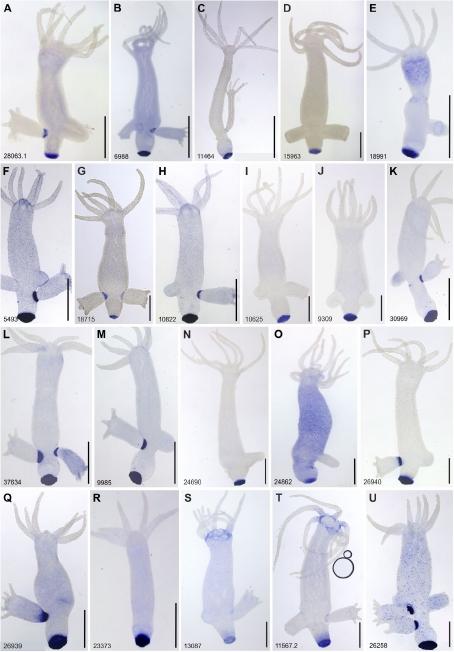 A B C D E
28063.1 6988 11464 15963 18991
F G H I J K
5493 18715 10822 10625 9309 30969
L M N O P
37634 9985 24690 24862 26940
Q R S T U
26939 23373 13087 11567.2 26258